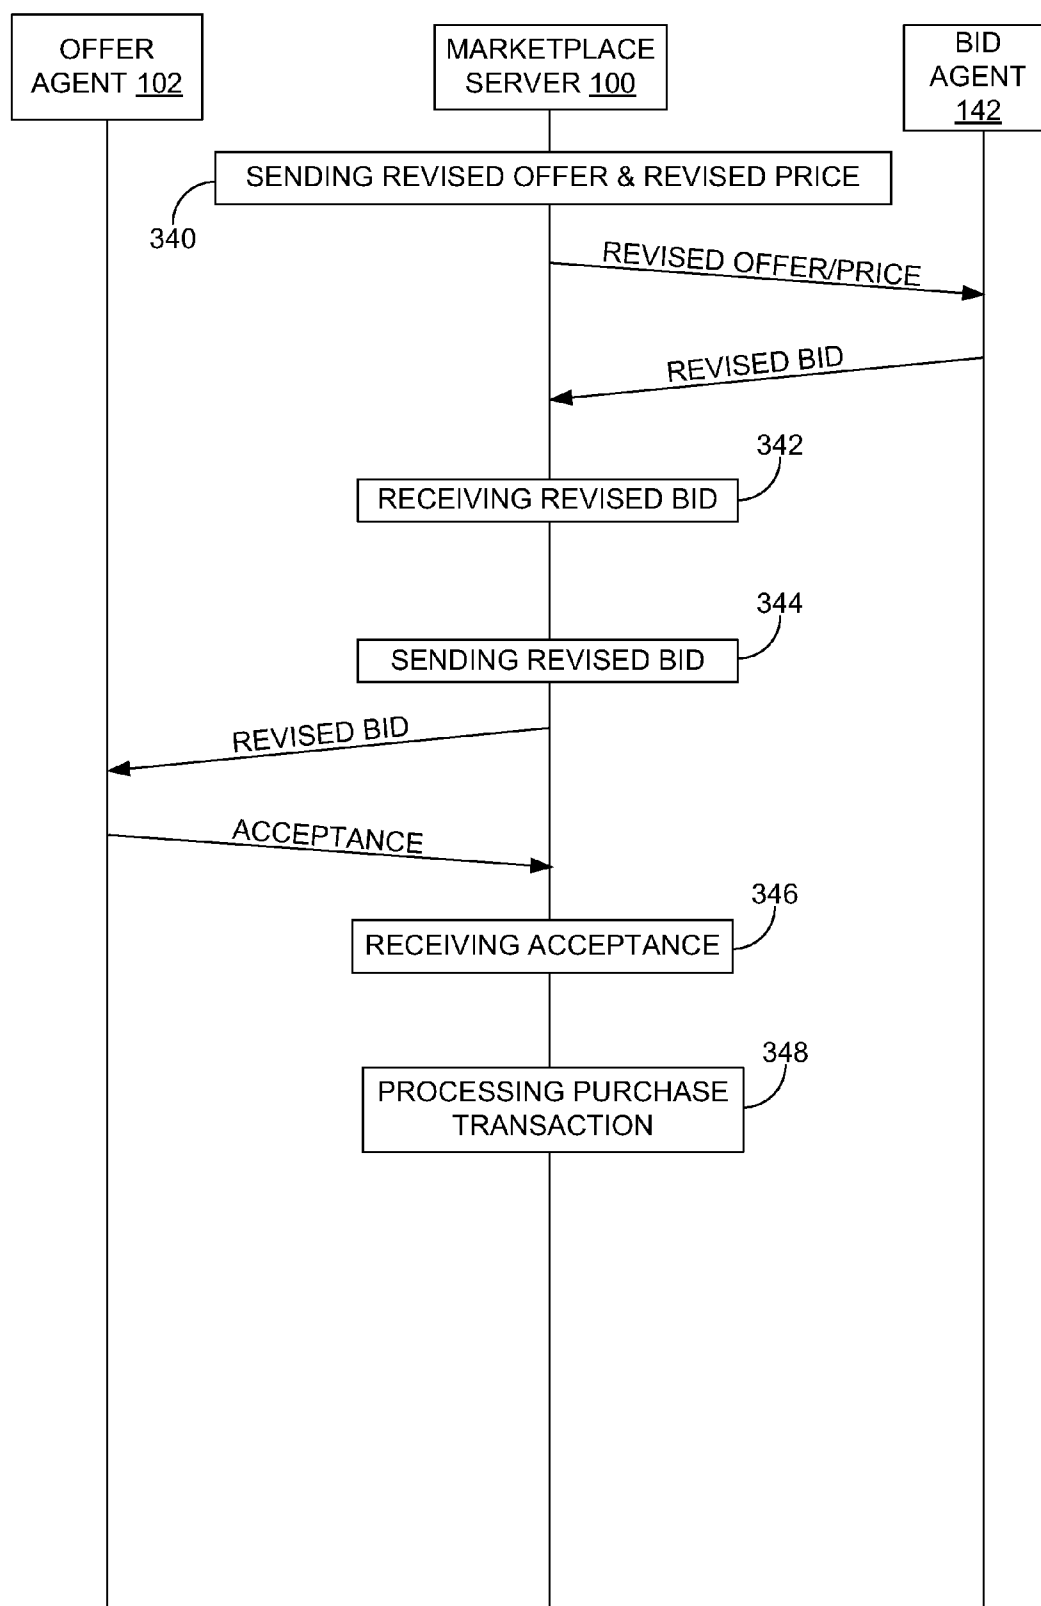 OFFER
AGENT 102
MARKETPLACE
SERVER 100
BID
AGENT
142
SENDING REVISED OFFER & REVISED PRICE
340
REVISED OFFER/PRICE
REVISED BID
342
RECEIVING REVISED BID
344
SENDING REVISED BID
REVISED BID
ACCEPTANCE
346
RECEIVING ACCEPTANCE
348
PROCESSING PURCHASE
TRANSACTION